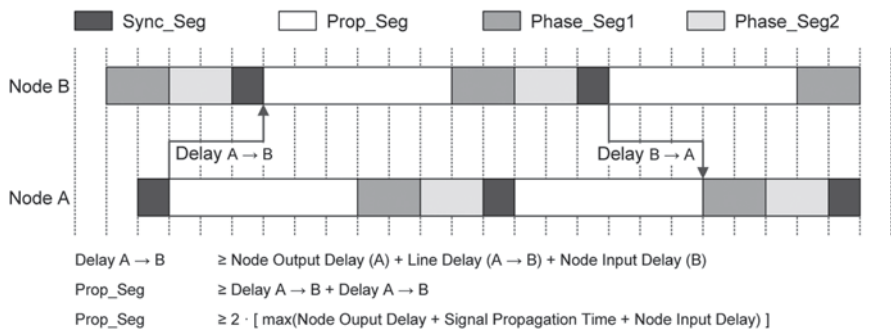 Sync_Seg Prop_Seg Phase_Seg1 Phase_Seg2
Node B
Delay A → B Delay B → A
Node A
Delay A → B ≥ Node Output Delay (A) + Line Delay (A → B) + Node Input Delay (B)
Prop_Seg ≥ Delay A → B + Delay A → B
Prop_Seg ≥ 2 · [ max(Node Ouput Delay + Signal Propagation Time + Node Input Delay) ]